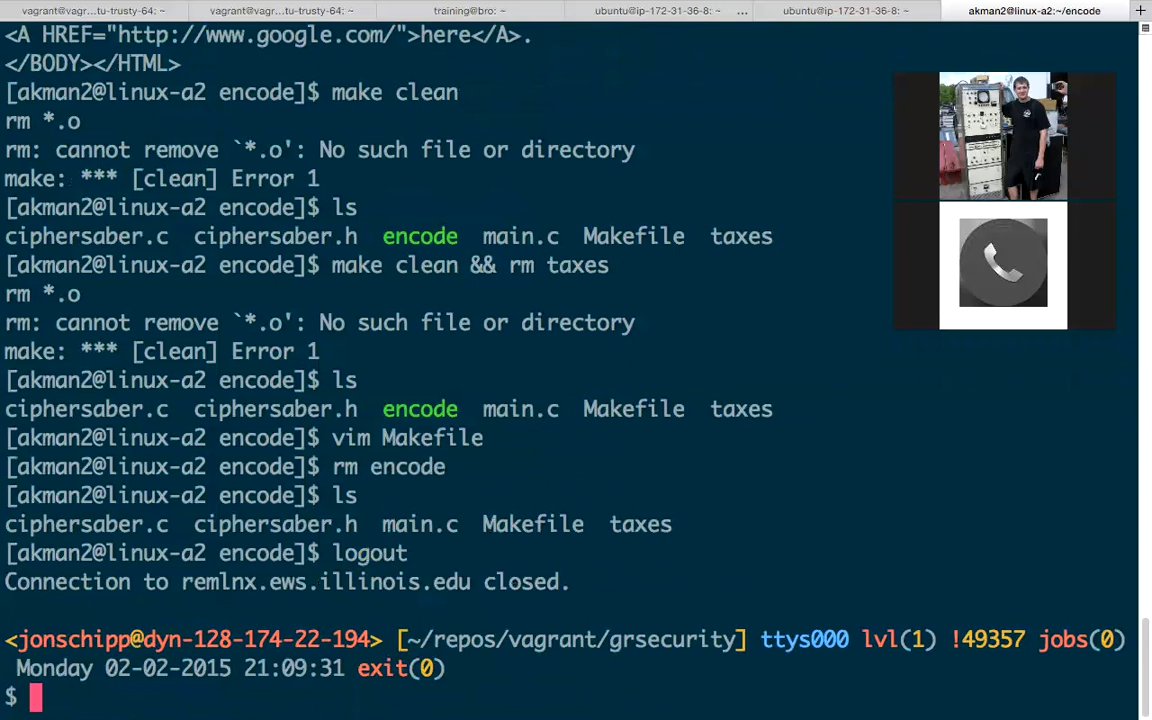 vagrant@vagr...tu-trusty-64: ~
vagrant@vagr...tu-trusty-64: ~
training@bro: ~
ubuntu@ip-172-31-36-8: ~
...
ubuntu@ip-172-31-36-8: ~
akman2@linux-a2:~/encode
<A HREF="http://www.google.com/">here</A>.
</BODY></HTML>
[akman2@linux-a2 encode]$ make clean
rm *.o
rm: cannot remove `*.o': No such file or directory
make: *** [clean] Error 1
[akman2@linux-a2 encode]$ ls
ciphersaber.c  ciphersaber.h  encode  main.c  Makefile  taxes
[akman2@linux-a2 encode]$ make clean && rm taxes
rm *.o
rm: cannot remove `*.o': No such file or directory
make: *** [clean] Error 1
[akman2@linux-a2 encode]$ ls
ciphersaber.c  ciphersaber.h  encode  main.c  Makefile  taxes
[akman2@linux-a2 encode]$ vim Makefile
[akman2@linux-a2 encode]$ rm encode
[akman2@linux-a2 encode]$ ls
ciphersaber.c  ciphersaber.h  main.c  Makefile  taxes
[akman2@linux-a2 encode]$ logout
Connection to remlnx.ews.illinois.edu closed.
<jonschipp@dyn-128-174-22-194> [~/repos/vagrant/grsecurity] ttys000 lvl(1) !49357 jobs(0)
Monday 02-02-2015 21:09:31 exit(0)
$